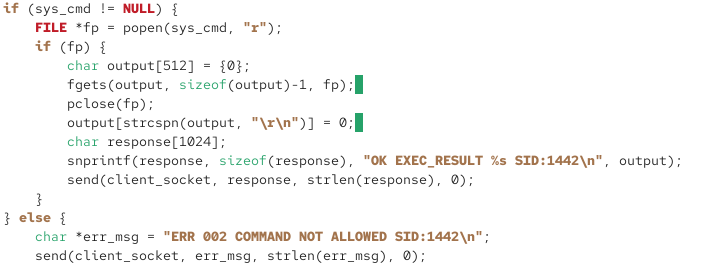 if (sys_cmd != NULL) {
    FILE *fp = popen(sys_cmd, "r");
    if (fp) {
        char output[512] = {0};
        fgets(output, sizeof(output)-1, fp);
        pclose(fp);
        output[strcspn(output, "\r\n")] = 0;
        char response[1024];
        snprintf(response, sizeof(response), "OK EXEC_RESULT %s SID:1442\n", output);
        send(client_socket, response, strlen(response), 0);
    }
} else {
    char *err_msg = "ERR 002 COMMAND NOT ALLOWED SID:1442\n";
    send(client_socket, err_msg, strlen(err_msg), 0);